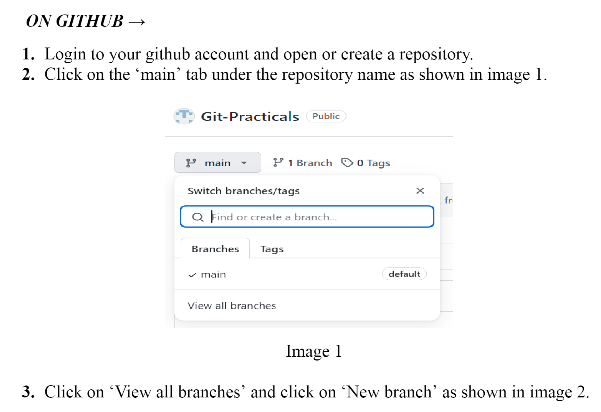 ON GITHUB →
1. Login to your github account and open or create a repository.
2. Click on the ‘main’ tab under the repository name as shown in image 1.
Git-Practicals Public
main 1 Branch 0 Tags
Switch branches/tags
Find or create a branch...
Branches Tags
main default
View all branches
Image 1
3. Click on ‘View all branches’ and click on ‘New branch’ as shown in image 2.